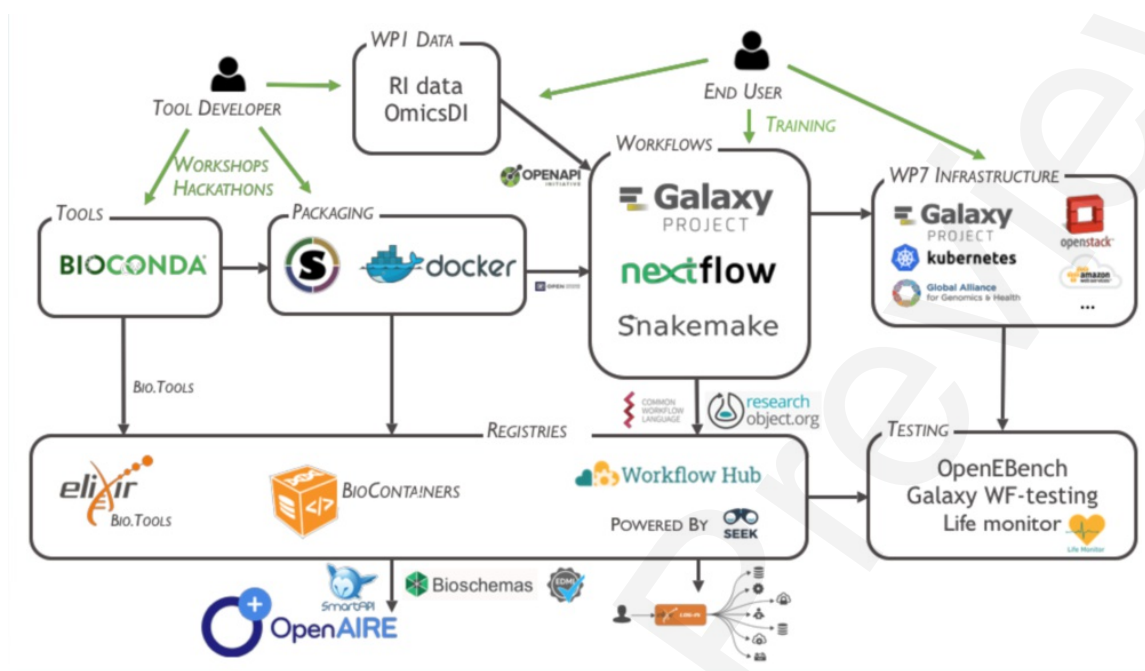 WP1 DATA
RI data
OmicsDI
TOOL DEVELOPER
END USER
TRAINING
WORKSHOPS
HACKATHONS
OPENAPI
INITIATIVE
WORKFLOWS
Galaxy
PROJECT
nextflow
Snakemake
WP7 INFRASTRUCTURE
Galaxy
PROJECT
openstack
kubernetes
amazon
Global Alliance
for Genomics & Health
...
TOOLS
BIOCONDA
PACKAGING
S
docker
BIO.TOOLS
COMMON
WORKFLOW
LANGUAGE
research
object.org
REGISTRIES
elixir
BIO.TOOLS
BIOCONTAINERS
Workflow Hub
POWERED BY
SEEK
TESTING
OpenEBench
Galaxy WF-testing
Life monitor
Life Monitor
SmartAPI
Bioschemas
EDMI
OpenAIRE
Preview